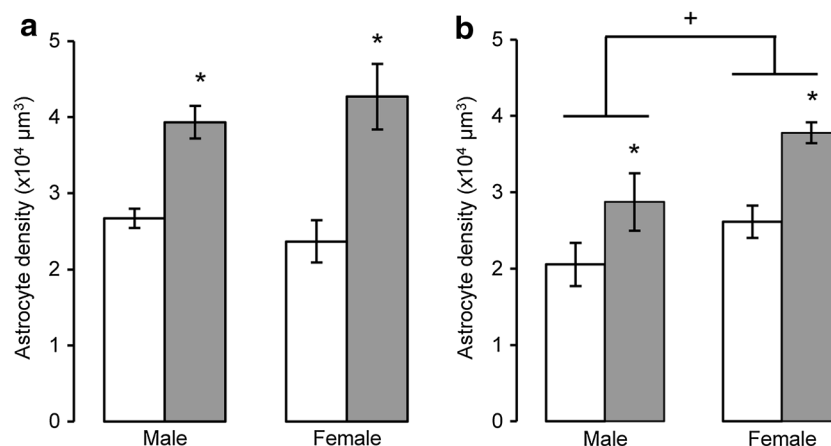 a
Astrocyte density (x10⁴ µm³)
5
4
3
2
1
0
*
*
Male
Female
b
Astrocyte density (x10⁴ µm³)
5
4
3
2
1
0
+
*
*
Male
Female